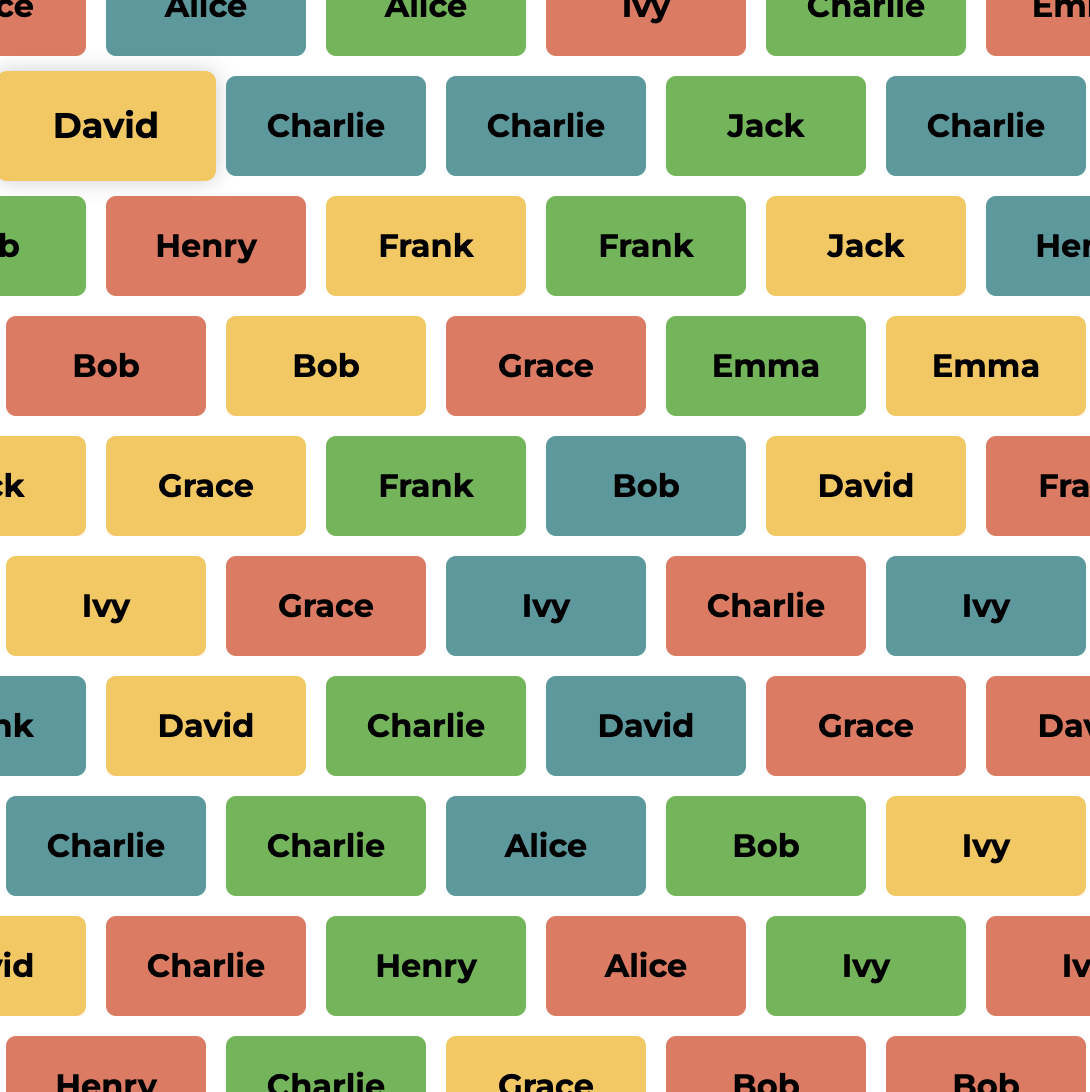 ce Alice Alice Ivy Charlie Em
David Charlie Charlie Jack Charlie
b Henry Frank Frank Jack Her
Bob Bob Grace Emma Emma
ck Grace Frank Bob David Fra
Ivy Grace Ivy Charlie Ivy
nk David Charlie David Grace Dav
Charlie Charlie Alice Bob Ivy
vid Charlie Henry Alice Ivy Iv
Henry Charlie Grace Bob Bob